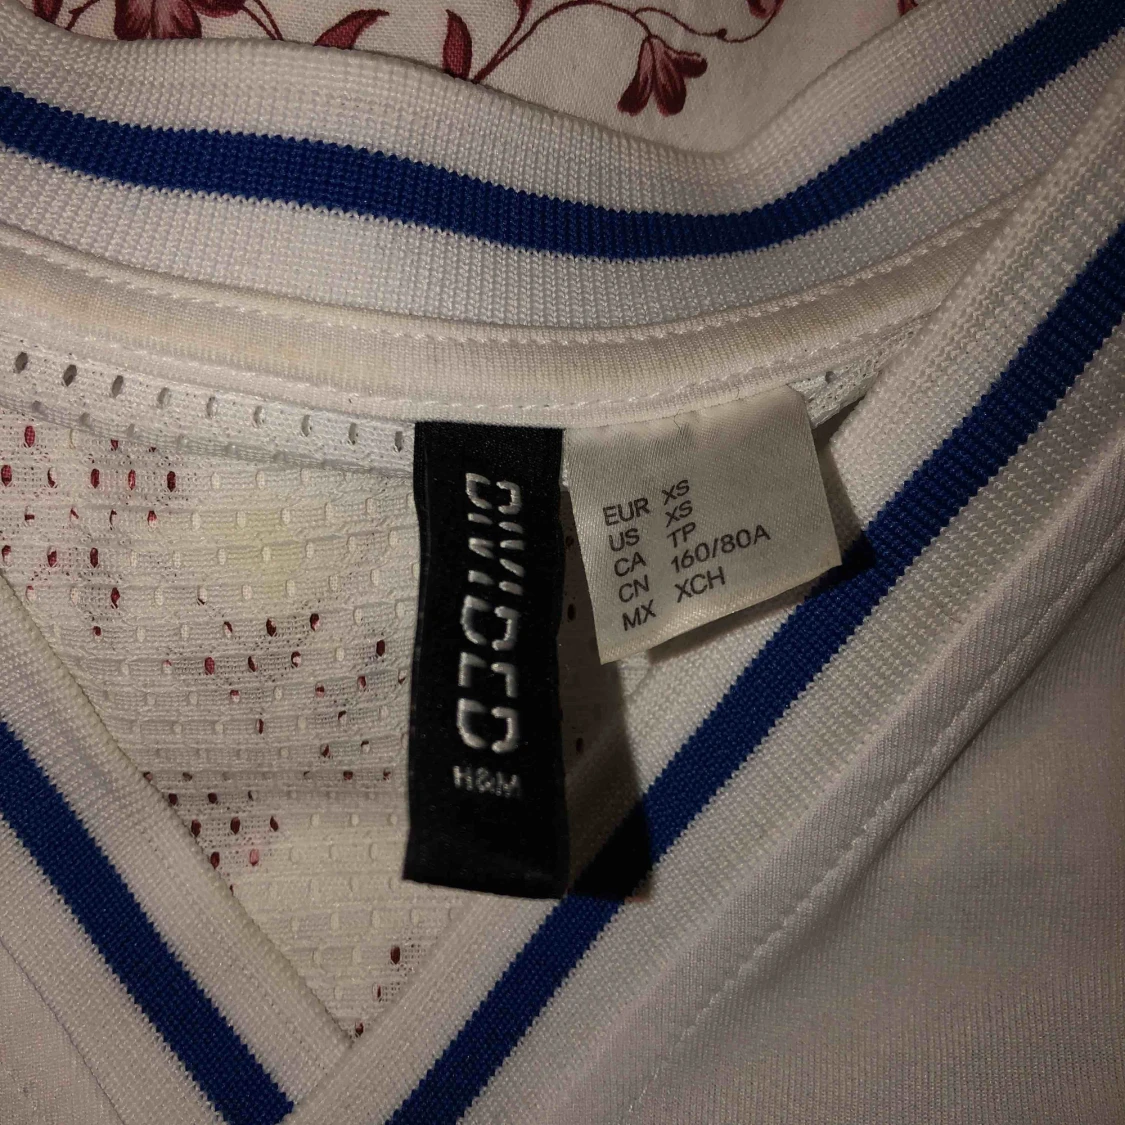 DIVIDED
H&M
EUR XS
US XS
CA TP
CN 160/80A
MX XCH